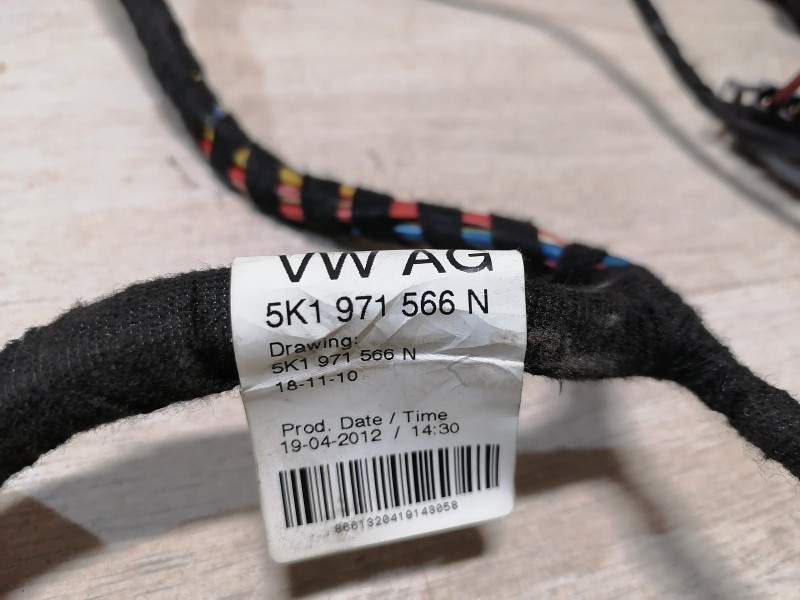 VW AG
5K1 971 566 N
Drawing:
5K1 971 566 N
18-11-10
Prod. Date / Time
19-04-2012 / 14:30
8661320419143058